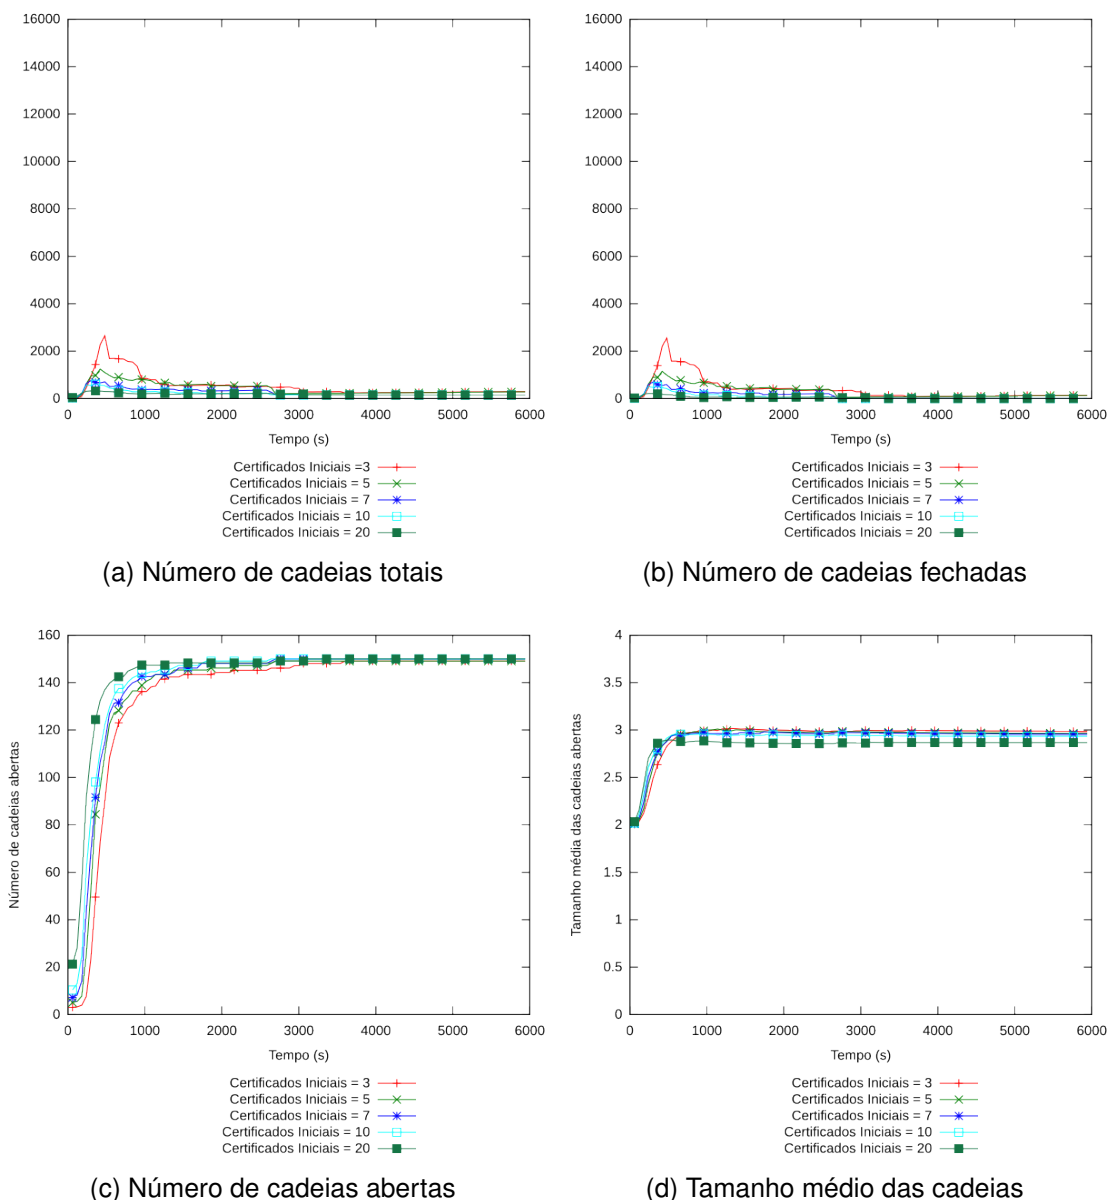 16000
14000
12000
10000
8000
6000
4000
2000
0
0 1000 2000 3000 4000 5000 6000
Tempo (s)
Certificados Iniciais =3
Certificados Iniciais = 5
Certificados Iniciais = 7
Certificados Iniciais = 10
Certificados Iniciais = 20
(a) Número de cadeias totais
16000
14000
12000
10000
8000
6000
4000
2000
0
0 1000 2000 3000 4000 5000 6000
Tempo (s)
Certificados Iniciais = 3
Certificados Iniciais = 5
Certificados Iniciais = 7
Certificados Iniciais = 10
Certificados Iniciais = 20
(b) Número de cadeias fechadas
Número de cadeias abertas
160
140
120
100
80
60
40
20
0
0 1000 2000 3000 4000 5000 6000
Tempo (s)
Certificados Iniciais = 3
Certificados Iniciais = 5
Certificados Iniciais = 7
Certificados Iniciais = 10
Certificados Iniciais = 20
(c) Número de cadeias abertas
Tamanho média das cadeias abertas
4
3.5
3
2.5
2
1.5
1
0.5
0
0 1000 2000 3000 4000 5000 6000
Tempo (s)
Certificados Iniciais = 3
Certificados Iniciais = 5
Certificados Iniciais = 7
Certificados Iniciais = 10
Certificados Iniciais = 20
(d) Tamanho médio das cadeias